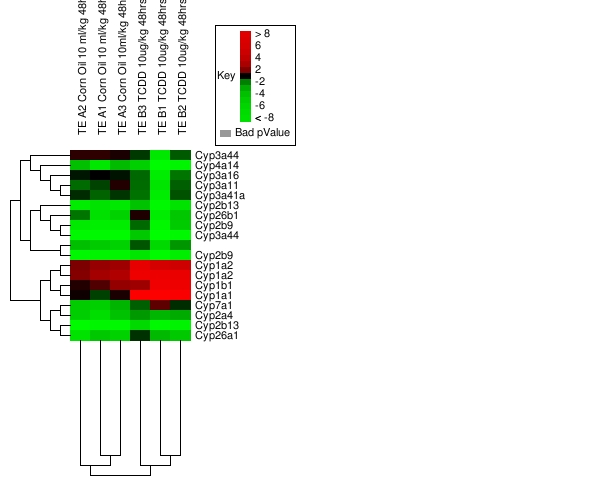 TE A2 Corn Oil 10 ml/kg 48h
TE A1 Corn Oil 10 ml/kg 48h
TE A3 Corn Oil 10ml/kg 48h
TE B3 TCDD 10ug/kg 48hrs
TE B1 TCDD 10ug/kg 48hrs
TE B2 TCDD 10ug/kg 48hrs
> 8
6
4
2
Key
-2
-4
-6
< -8
Bad pValue
Cyp3a44
Cyp4a14
Cyp3a16
Cyp3a11
Cyp3a41a
Cyp2b13
Cyp26b1
Cyp2b9
Cyp3a44
Cyp2b9
Cyp1a2
Cyp1a2
Cyp1b1
Cyp1a1
Cyp7a1
Cyp2a4
Cyp2b13
Cyp26a1